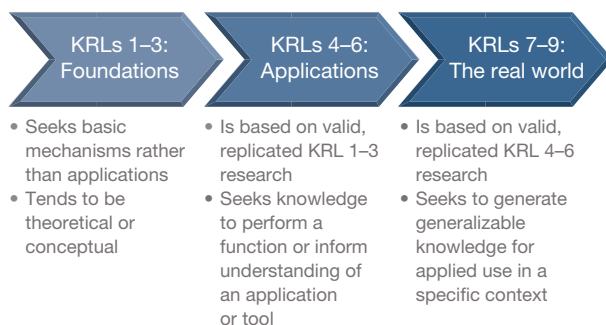 KRLs 1–3:
Foundations
KRLs 4–6:
Applications
KRLs 7–9:
The real world
• Seeks basic
mechanisms rather
than applications
• Tends to be
theoretical or
conceptual
• Is based on valid,
replicated KRL 1–3
research
• Seeks knowledge
to perform a
function or inform
understanding of
an application
or tool
• Is based on valid,
replicated KRL 4–6
research
• Seeks to generate
generalizable
knowledge for
applied use in a
specific context